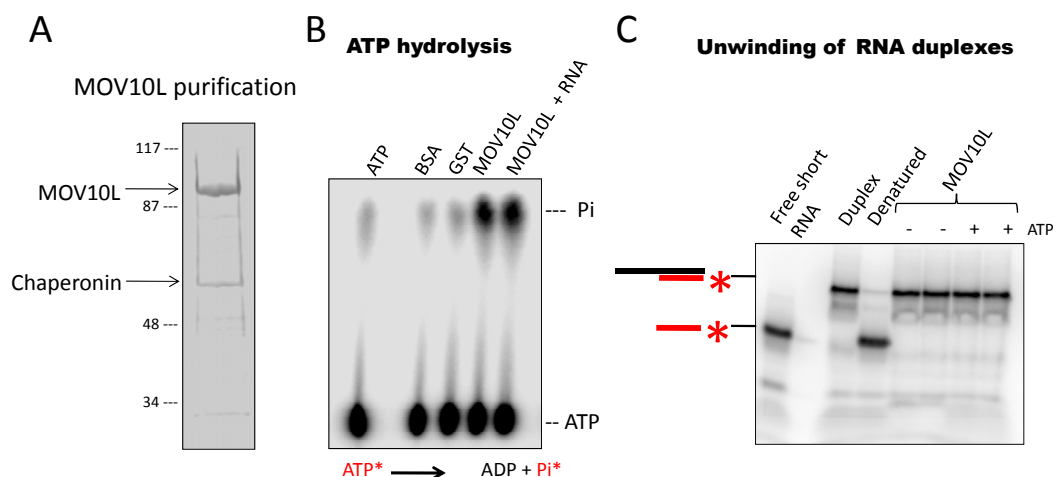 A
MOV10L purification
117 ---
MOV10L
87 ---
Chaperonin
48 ---
34 ---
B
ATP hydrolysis
ATP
BSA
GST
MOV10L
MOV10L + RNA
--- Pi
-- ATP
ATP* ADP + Pi*
C
Unwinding of RNA duplexes
Free short
RNA
Duplex
Denatured
MOV10L
- - + + ATP
*
*